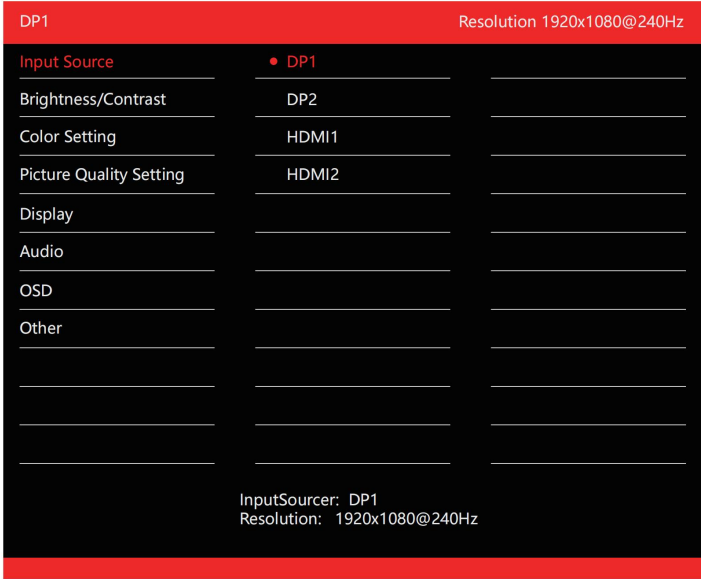 DP1 Resolution 1920x1080@240Hz
Input Source DP1
Brightness/Contrast DP2
Color Setting HDMI1
Picture Quality Setting HDMI2
Display
Audio
OSD
Other
InputSourcer: DP1
Resolution: 1920x1080@240Hz